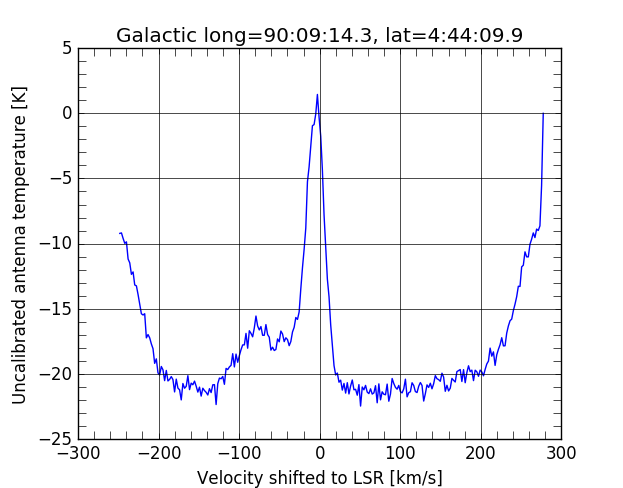 Galactic long=90:09:14.3, lat=4:44:09.9
5
0
−5
−10
−15
−20
−25
Uncalibrated antenna temperature [K]
−300 −200 −100 0 100 200 300
Velocity shifted to LSR [km/s]